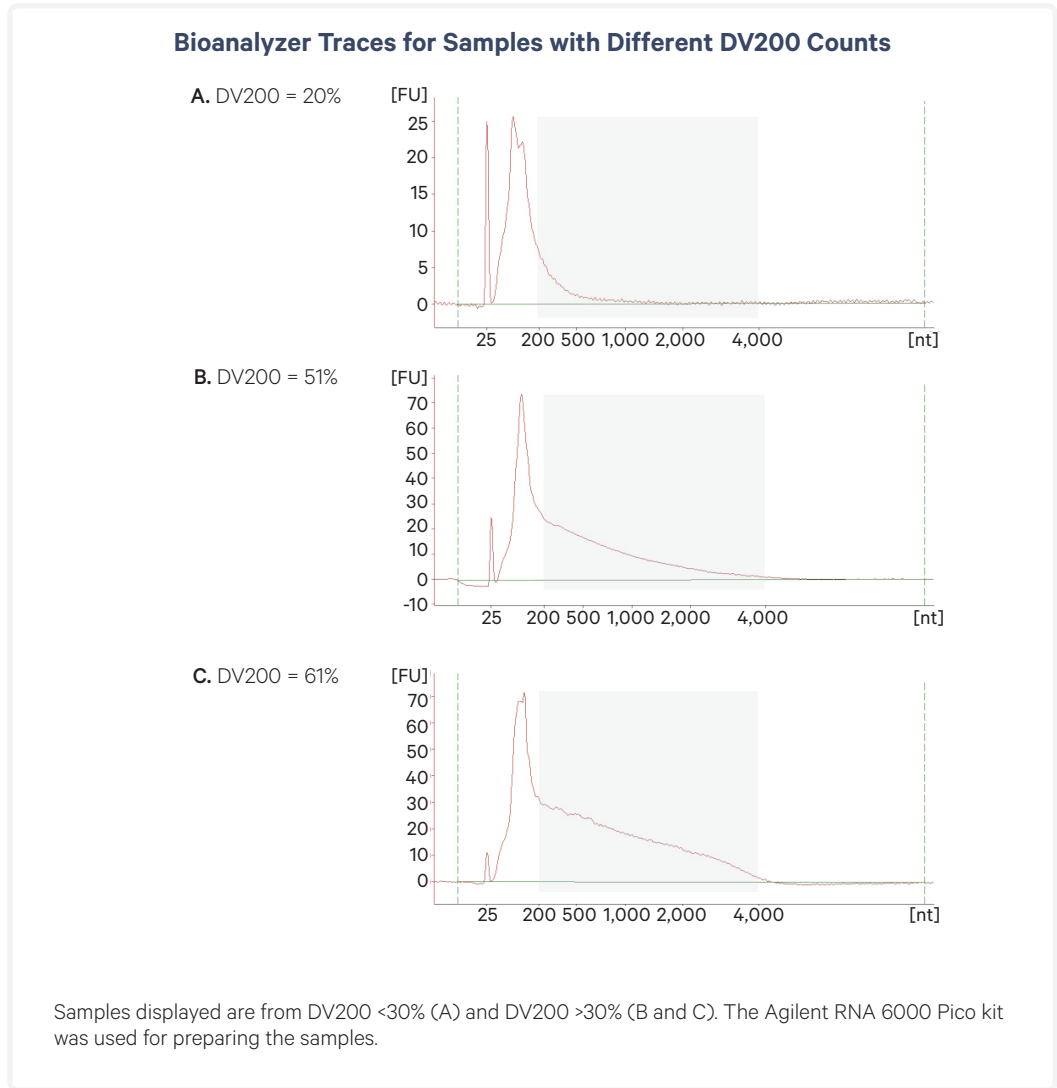 Bioanalyzer Traces for Samples with Different DV200 Counts
A. DV200 = 20%
[FU]
25
20
15
10
5
0
25 200 500 1,000 2,000 4,000 [nt]
B. DV200 = 51%
[FU]
70
60
50
40
30
20
10
0
-10
25 200 500 1,000 2,000 4,000 [nt]
C. DV200 = 61%
[FU]
70
60
50
40
30
20
10
0
25 200 500 1,000 2,000 4,000 [nt]
Samples displayed are from DV200 <30% (A) and DV200 >30% (B and C). The Agilent RNA 6000 Pico kit
was used for preparing the samples.